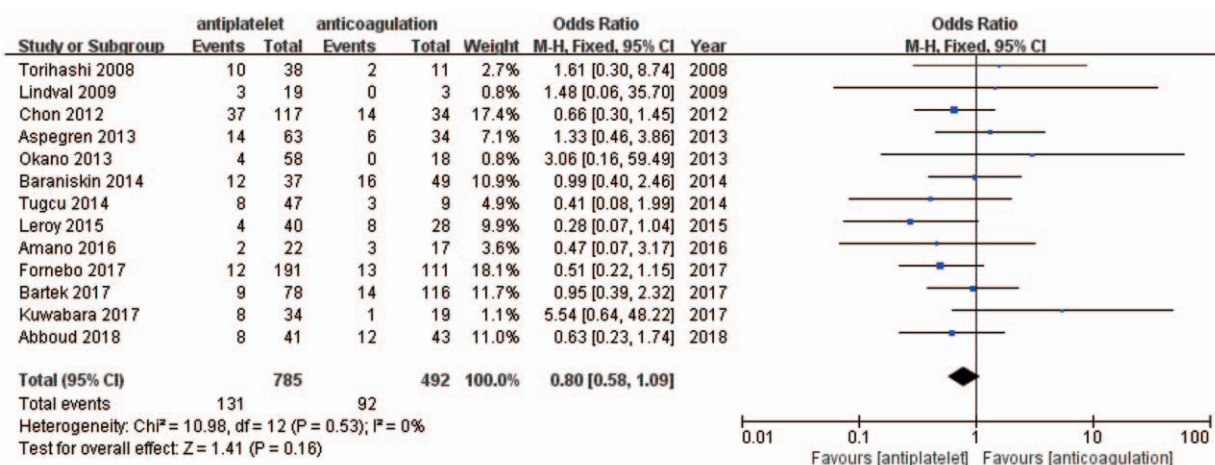 antiplatelet anticoagulation Odds Ratio Odds Ratio
Study or Subgroup Events Total Events Total Weight M-H, Fixed, 95% CI Year M-H, Fixed, 95% CI
Torihashi 2008 10 38 2 11 2.7% 1.61 [0.30, 8.74] 2008
Lindval 2009 3 19 0 3 0.8% 1.48 [0.06, 35.70] 2009
Chon 2012 37 117 14 34 17.4% 0.66 [0.30, 1.45] 2012
Aspegren 2013 14 63 6 34 7.1% 1.33 [0.46, 3.86] 2013
Okano 2013 4 58 0 18 0.8% 3.06 [0.16, 59.49] 2013
Baraniskin 2014 12 37 16 49 10.9% 0.99 [0.40, 2.46] 2014
Tugcu 2014 8 47 3 9 4.9% 0.41 [0.08, 1.99] 2014
Leroy 2015 4 40 8 28 9.9% 0.28 [0.07, 1.04] 2015
Amano 2016 2 22 3 17 3.6% 0.47 [0.07, 3.17] 2016
Fornebo 2017 12 191 13 111 18.1% 0.51 [0.22, 1.15] 2017
Bartek 2017 9 78 14 116 11.7% 0.95 [0.39, 2.32] 2017
Kuwabara 2017 8 34 1 19 1.1% 5.54 [0.64, 48.22] 2017
Abboud 2018 8 41 12 43 11.0% 0.63 [0.23, 1.74] 2018
Total (95% CI) 785 492 100.0% 0.80 [0.58, 1.09]
Total events 131 92
Heterogeneity: Chi² = 10.98, df = 12 (P = 0.53); I² = 0%
Test for overall effect: Z = 1.41 (P = 0.16)
0.01 0.1 1 10 100
Favours [antiplatelet] Favours [anticoagulation]